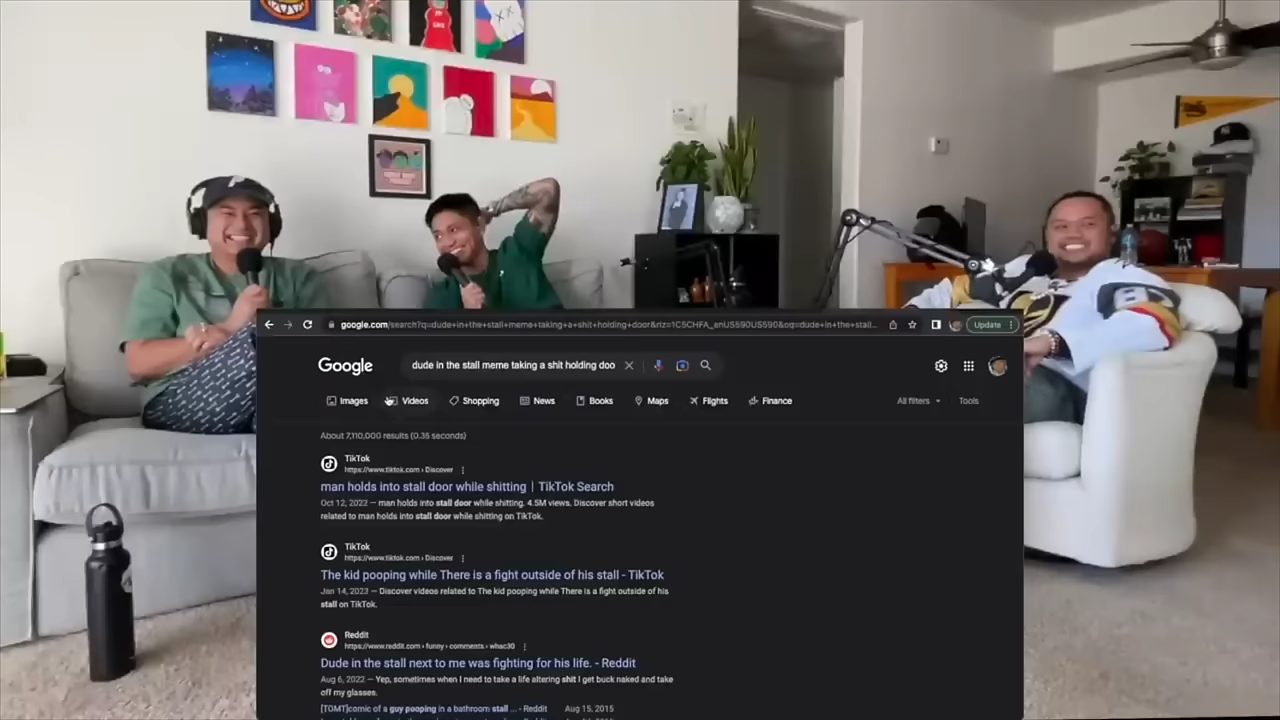 google.com/search?q=dude+in+the+stall+meme+taking+a+shit+holding+door&rlz=1C5CHFA_enUS590US590&oq=dude+in+the+stall...
Update
Google
dude in the stall meme taking a shit holding doo
Images
Videos
Shopping
News
Books
Maps
Flights
Finance
All filters
Tools
About 7,110,000 results (0.35 seconds)
TikTok
https://www.tiktok.com › Discover
man holds into stall door while shitting | TikTok Search
Oct 12, 2022 — man holds into stall door while shitting. 4.5M views. Discover short videos
related to man holds into stall door while shitting on TikTok.
TikTok
https://www.tiktok.com › Discover
The kid pooping while There is a fight outside of his stall - TikTok
Jan 14, 2023 — Discover videos related to The kid pooping while There is a fight outside of his
stall on TikTok.
Reddit
https://www.reddit.com › funny › comments › whac30
Dude in the stall next to me was fighting for his life. - Reddit
Aug 6, 2022 — Yep, sometimes when I need to take a life altering shit I get buck naked and take
off my glasses.
[TOMT]comic of a guy pooping in a bathroom stall ... - Reddit Aug 15, 2015